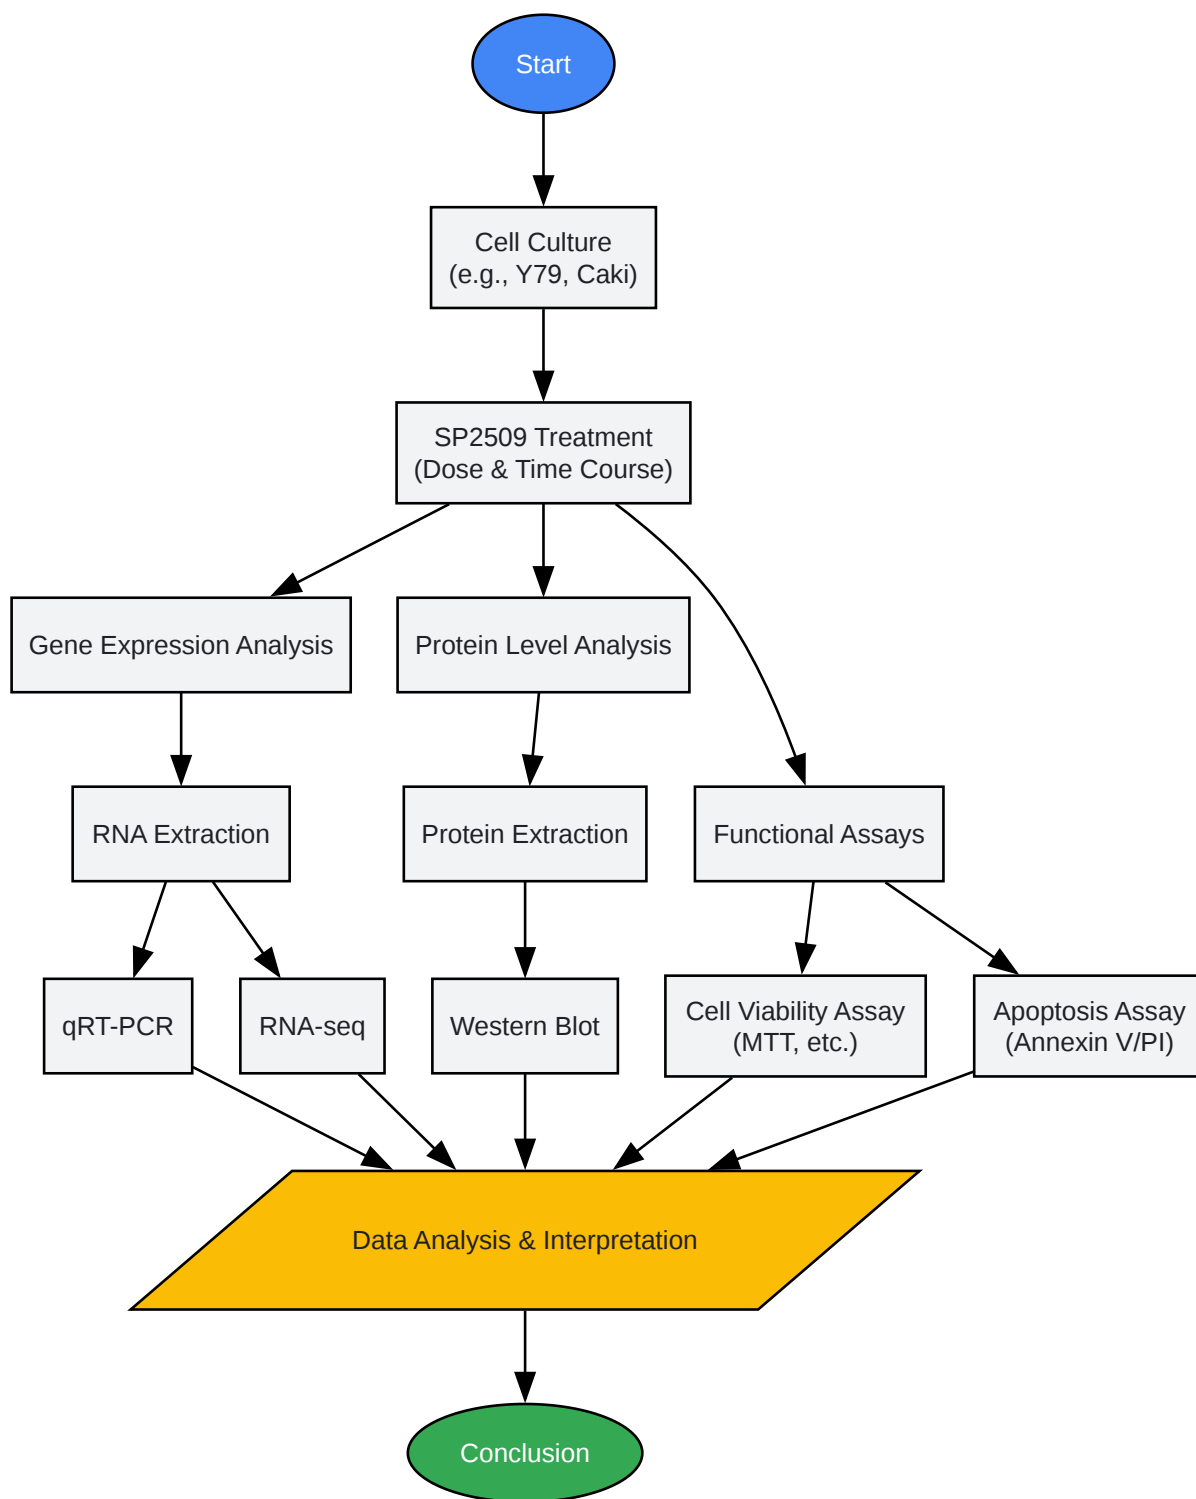 Start
Cell Culture
(e.g., Y79, Caki)
SP2509 Treatment
(Dose & Time Course)
Gene Expression Analysis
Protein Level Analysis
RNA Extraction
Protein Extraction
Functional Assays
qRT-PCR
RNA-seq
Western Blot
Cell Viability Assay
(MTT, etc.)
Apoptosis Assay
(Annexin V/PI)
Data Analysis & Interpretation
Conclusion